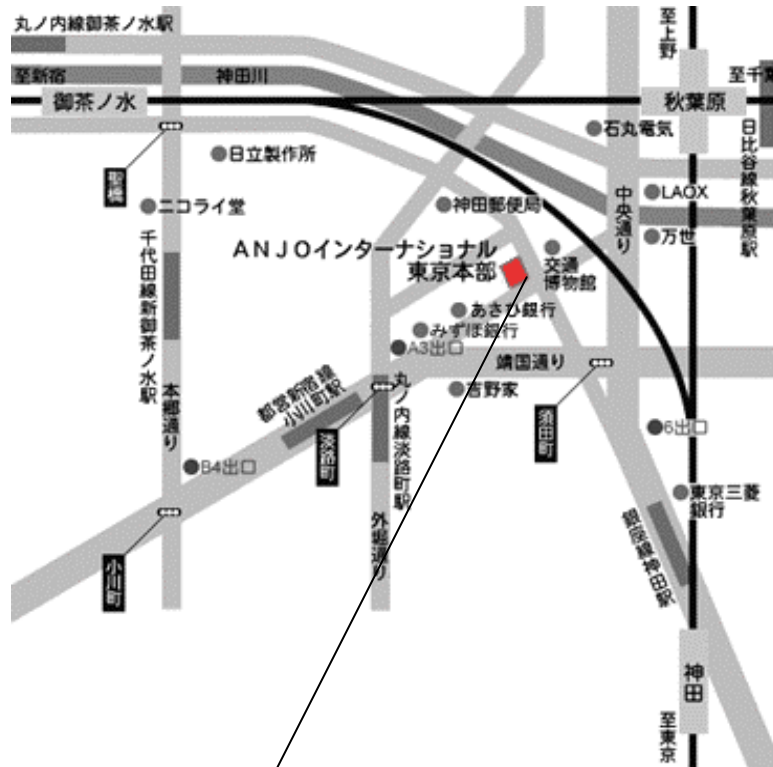 丸ノ内線御茶ノ水駅
至上野
至新宿
神田川
至千葉
御茶ノ水
秋葉原
石丸電気
日立製作所
聖橋
日比谷線秋葉原駅
LAOX
中央通り
ニコライ堂
神田郵便局
万世
千代田線新御茶ノ水駅
ANJOインターナショナル
東京本部
交通
博物館
あさひ銀行
みずほ銀行
A3出口
靖国通り
都営新宿線
小川町駅
丸ノ内線淡路町駅
吉野家
本郷通り
淡路町
須田町
6出口
B4出口
東京三菱
銀行
外堀通り
銀座線神田駅
小川町
神田
至東京